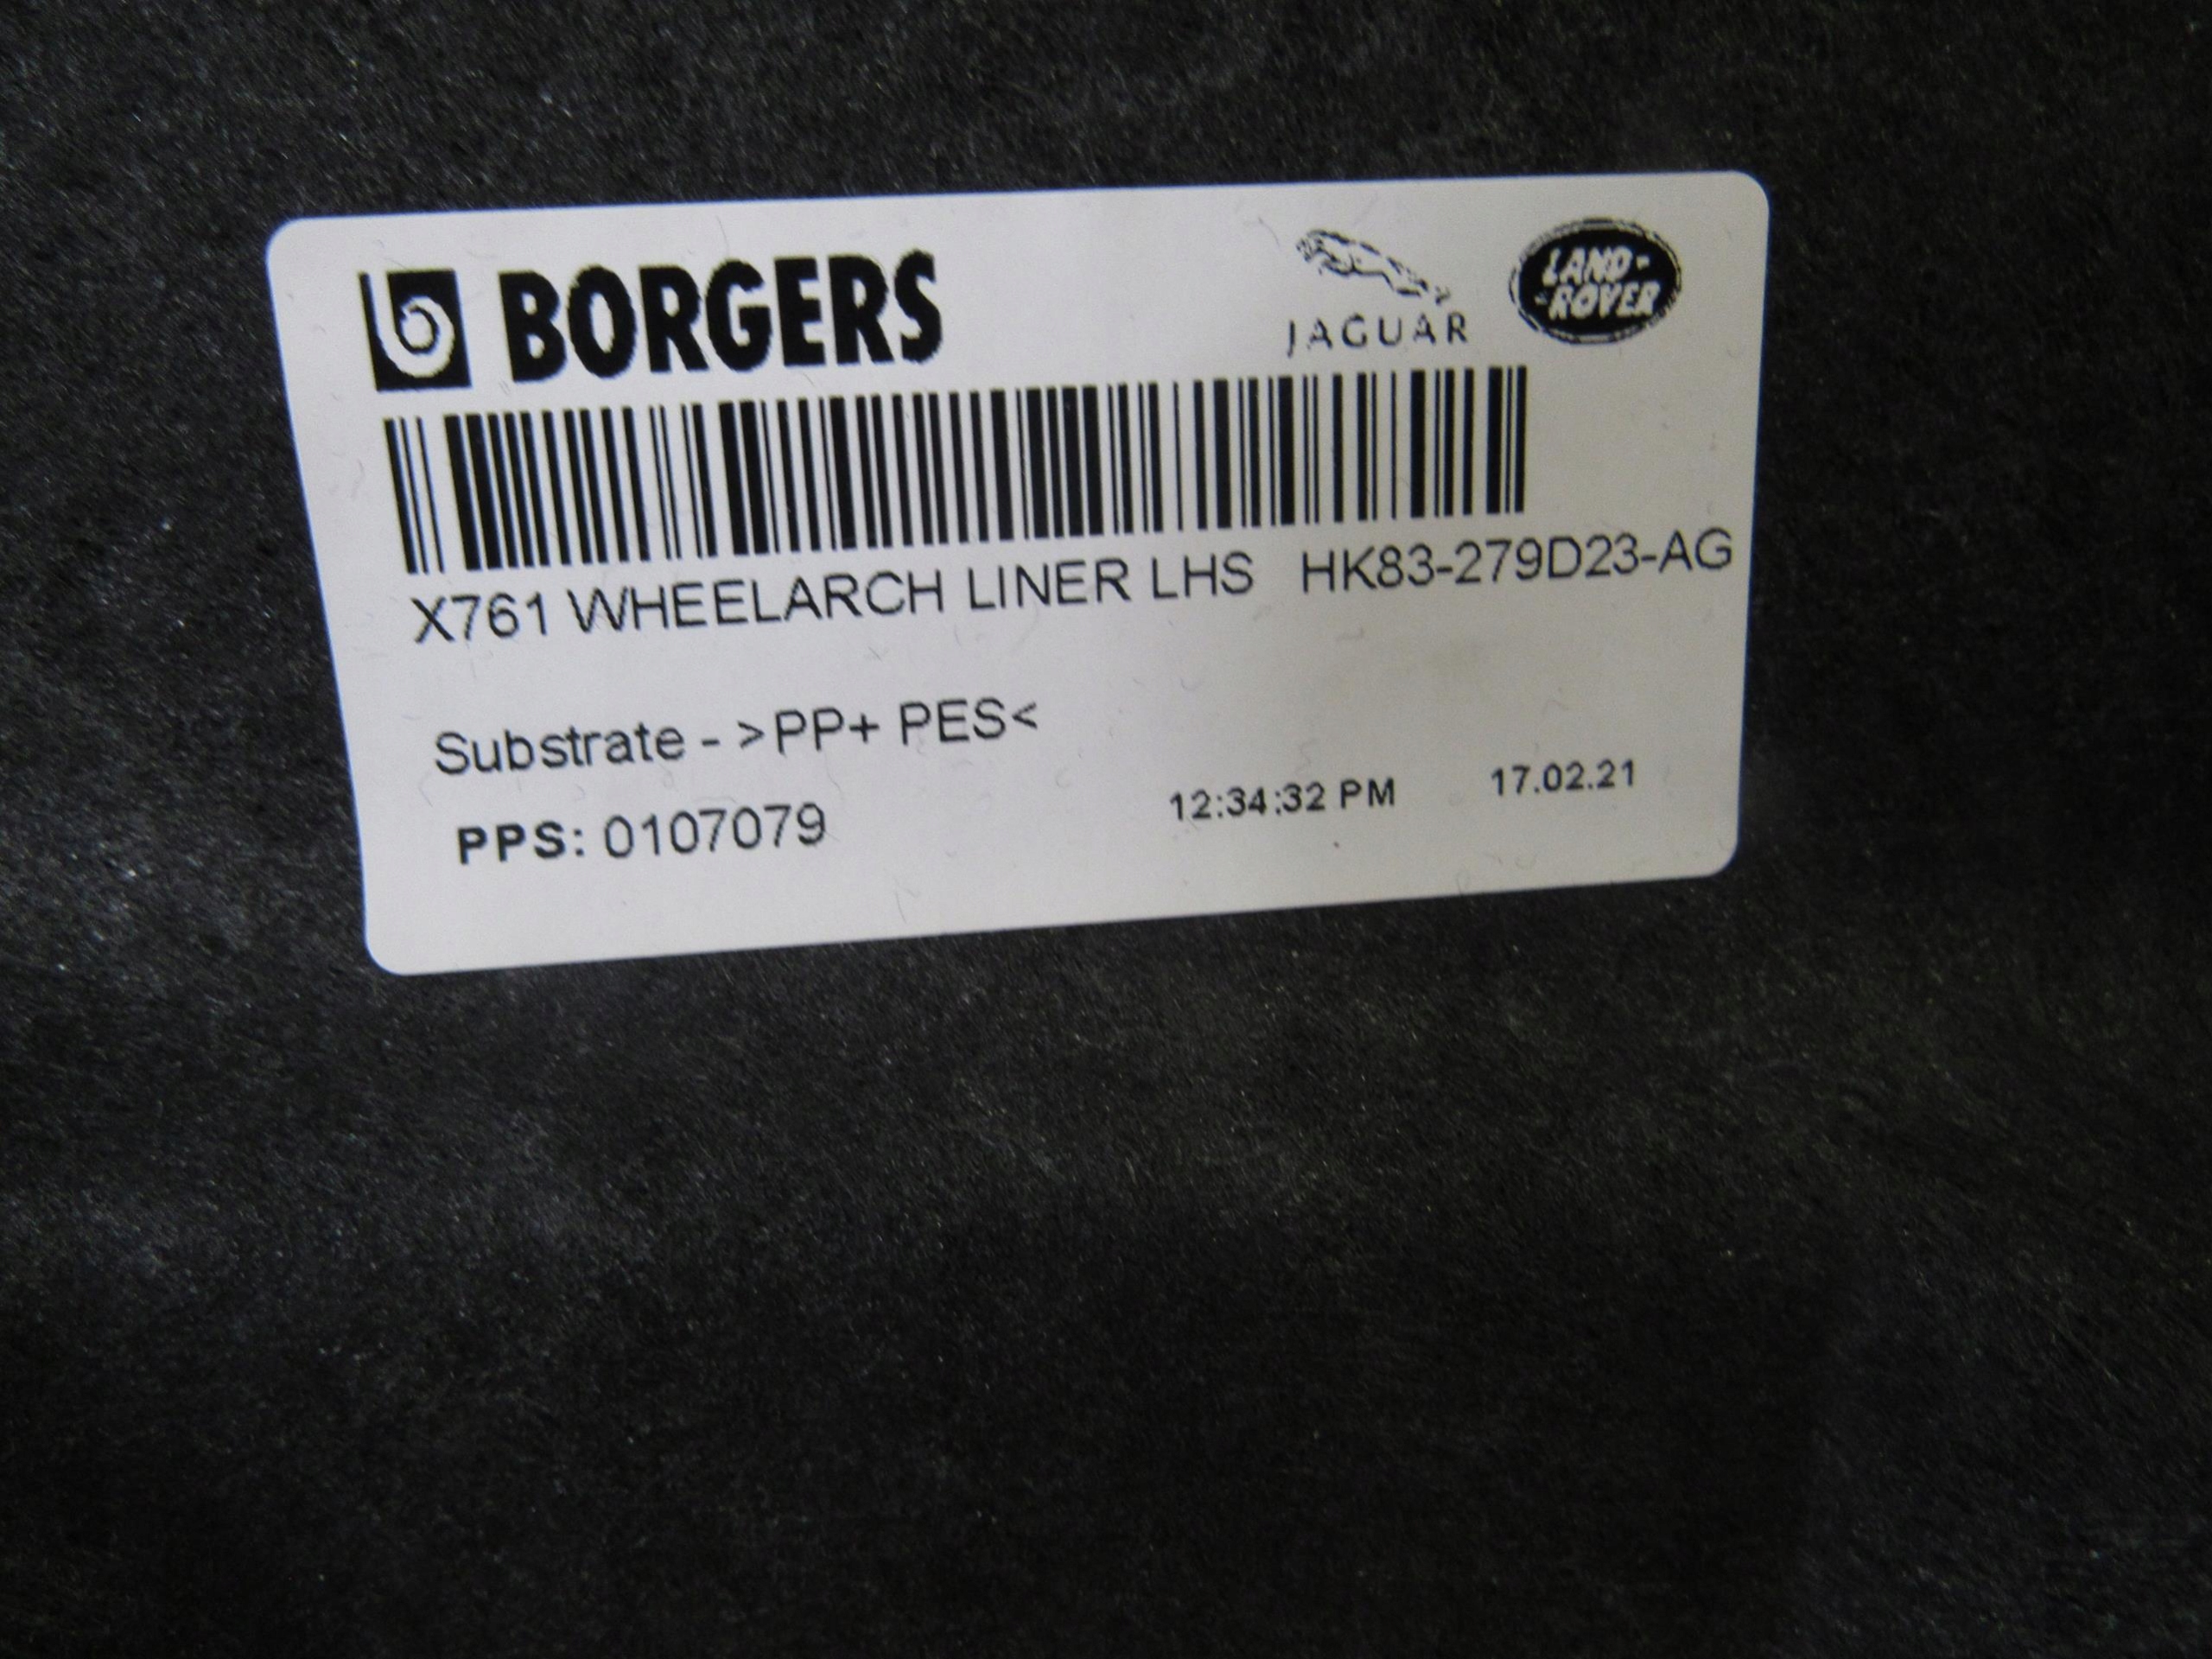 BORGERS
JAGUAR
LAND-
ROVER
X761 WHEELARCH LINER LHS HK83-279D23-AG
Substrate - >PP+ PES<
PPS: 0107079 12:34:32 PM 17.02.21